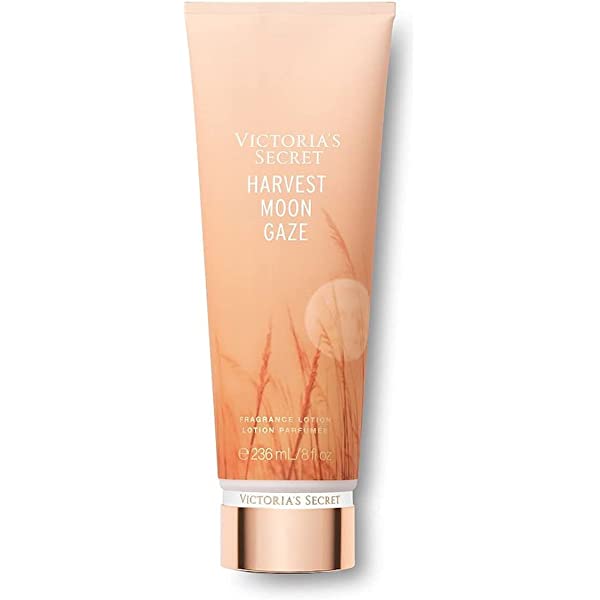 VICTORIA'S
SECRET
HARVEST
MOON
GAZE
FRAGRANCE LOTION
LOTION PARFUMÉE
℮ 236 mL/8 fl oz
VICTORIA'S SECRET